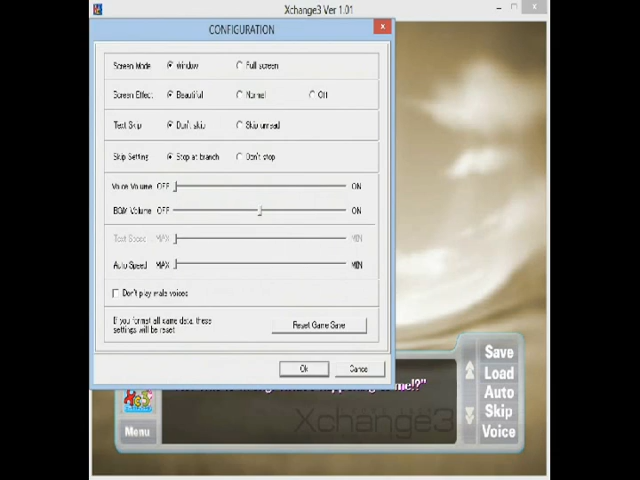 Xchange3 Ver 1.01
CONFIGURATION
Screen Mode Window Full screen
Screen Effect Beautiful Normal Off
Text Skip Don't skip Skip unread
Skip Setting Stop at branch Don't stop
Voice Volume OFF ON
BGM Volume OFF ON
Text Speed MAX MIN
Auto Speed MAX MIN
Don't play male voices
If you format all game data, these
settings will be reset
Reset Game Save
Ok Cancel
me!?"
Xchange3
Menu
Save
Load
Auto
Skip
Voice